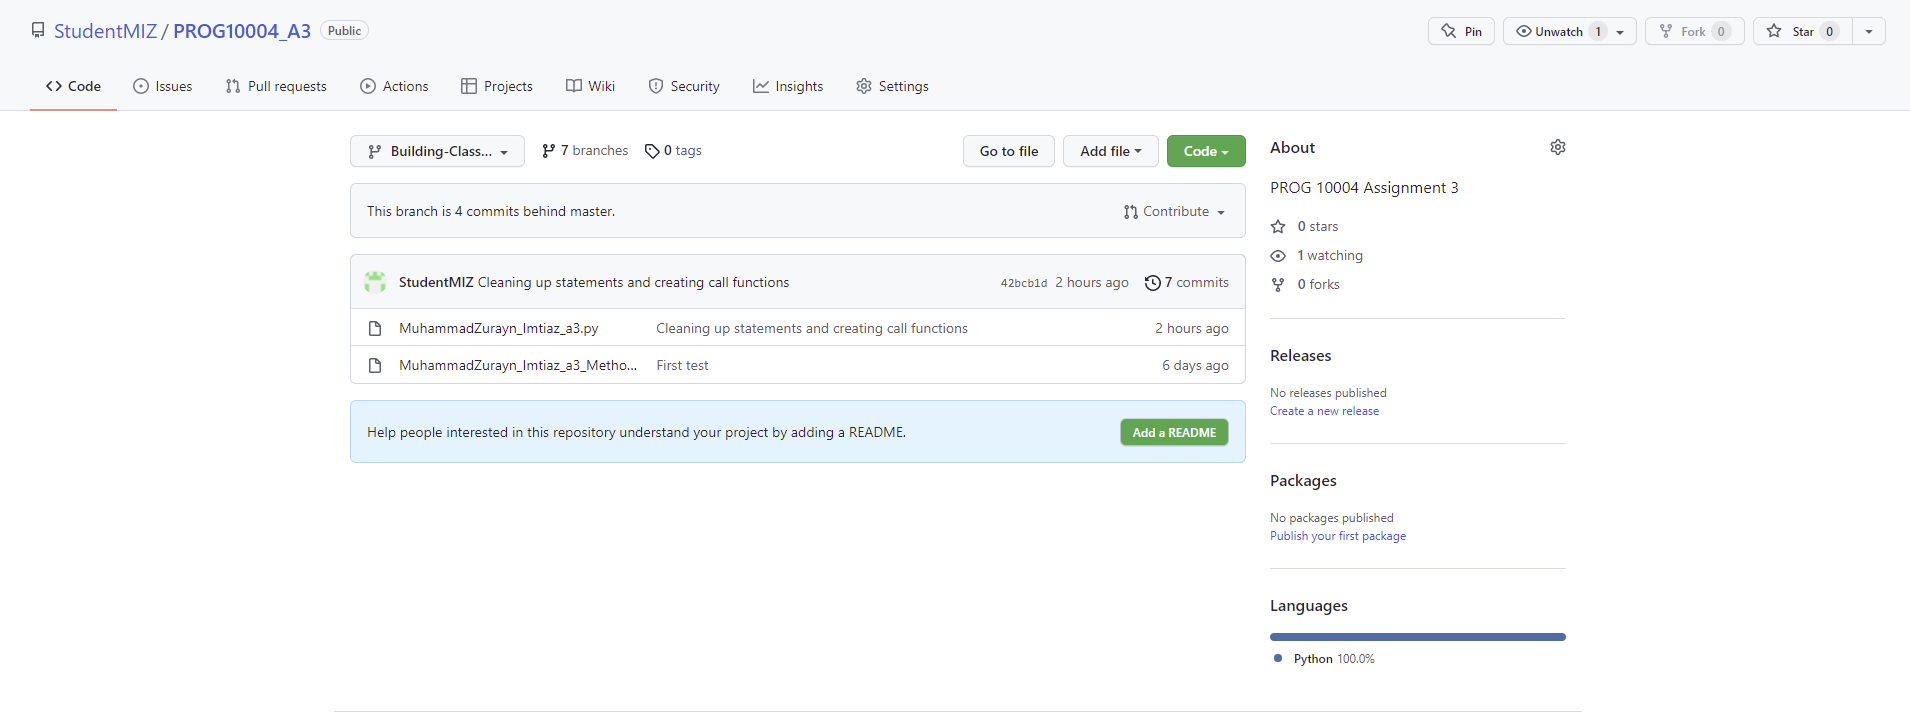 StudentMIZ / PROG10004_A3 Public
Pin Unwatch 1 Fork 0 Star 0
Code Issues Pull requests Actions Projects Wiki Security Insights Settings
Building-Class... 7 branches 0 tags Go to file Add file Code
This branch is 4 commits behind master. Contribute
StudentMIZ Cleaning up statements and creating call functions 42bcb1d 2 hours ago 7 commits
MuhammadZurayn_Imtiaz_a3.py Cleaning up statements and creating call functions 2 hours ago
MuhammadZurayn_Imtiaz_a3_Metho... First test 6 days ago
Help people interested in this repository understand your project by adding a README. Add a README
About
PROG 10004 Assignment 3
0 stars
1 watching
0 forks
Releases
No releases published
Create a new release
Packages
No packages published
Publish your first package
Languages
Python 100.0%